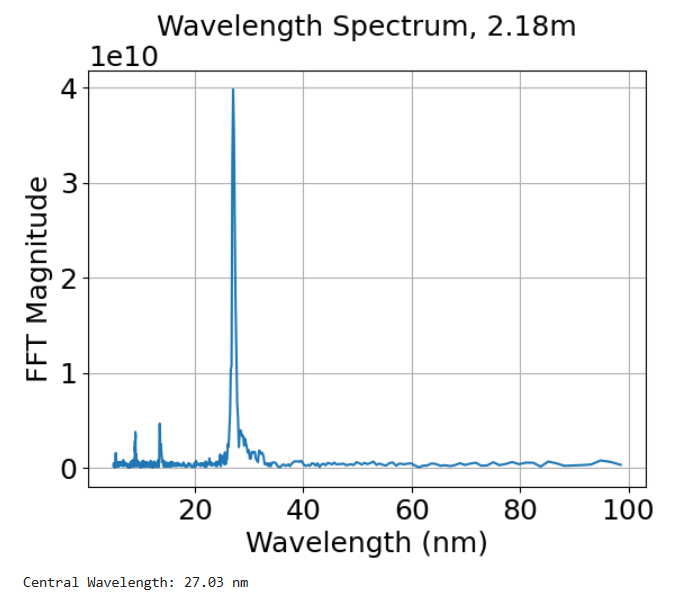 Wavelength Spectrum, 2.18m
1e10
4
3
2
1
0
FFT Magnitude
20 40 60 80 100
Wavelength (nm)
Central Wavelength: 27.03 nm